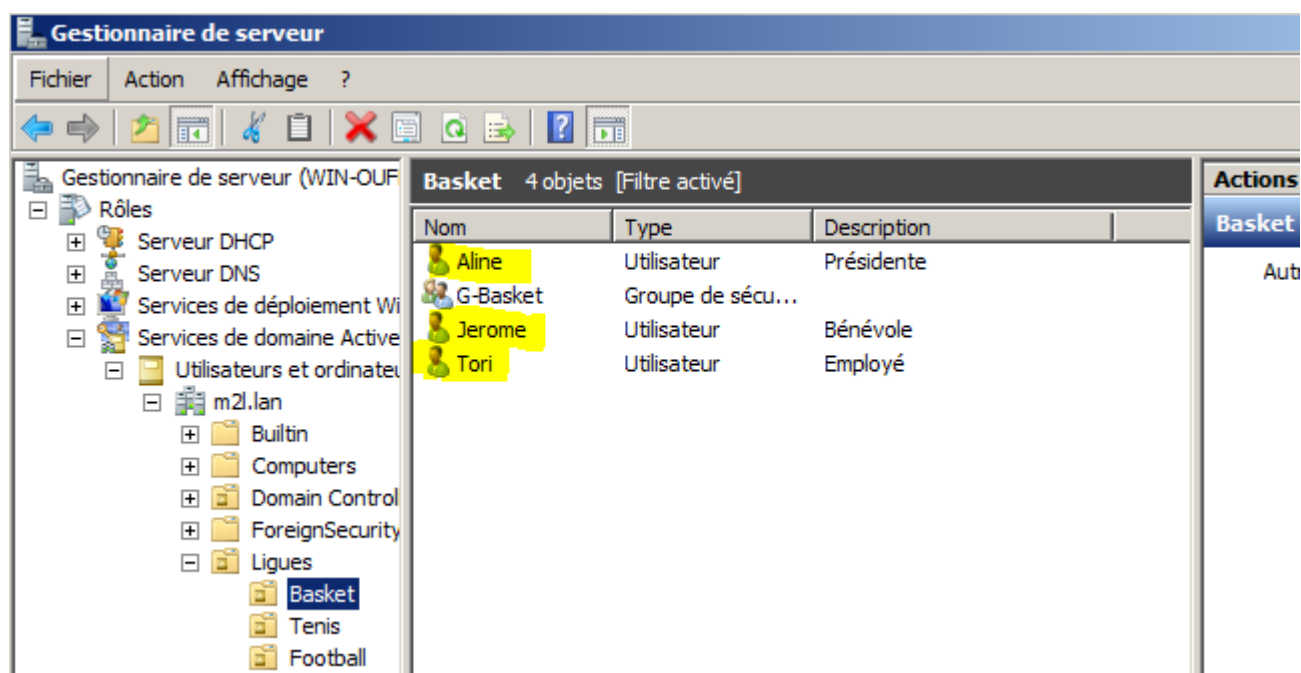 Gestionnaire de serveur
Fichier Action Affichage ?
Gestionnaire de serveur (WIN-OUF
Rôles
Serveur DHCP
Serveur DNS
Services de déploiement Wi
Services de domaine Active
Utilisateurs et ordinateu
m2l.lan
Builtin
Computers
Domain Control
ForeignSecurity
Ligues
Basket
Tenis
Football
Basket 4 objets [Filtre activé]
Nom Type Description
Aline Utilisateur Présidente
G-Basket Groupe de sécu...
Jerome Utilisateur Bénévole
Tori Utilisateur Employé
Actions
Basket
Autr